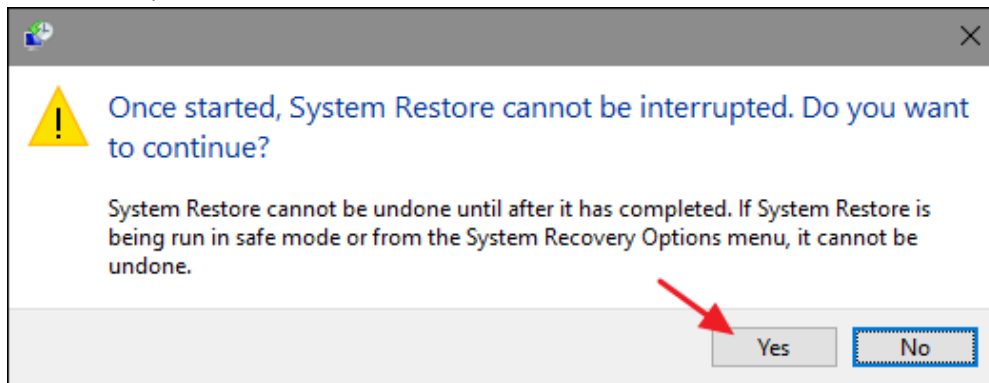 Once started, System Restore cannot be interrupted. Do you want
to continue?
System Restore cannot be undone until after it has completed. If System Restore is
being run in safe mode or from the System Recovery Options menu, it cannot be
undone.
Yes No